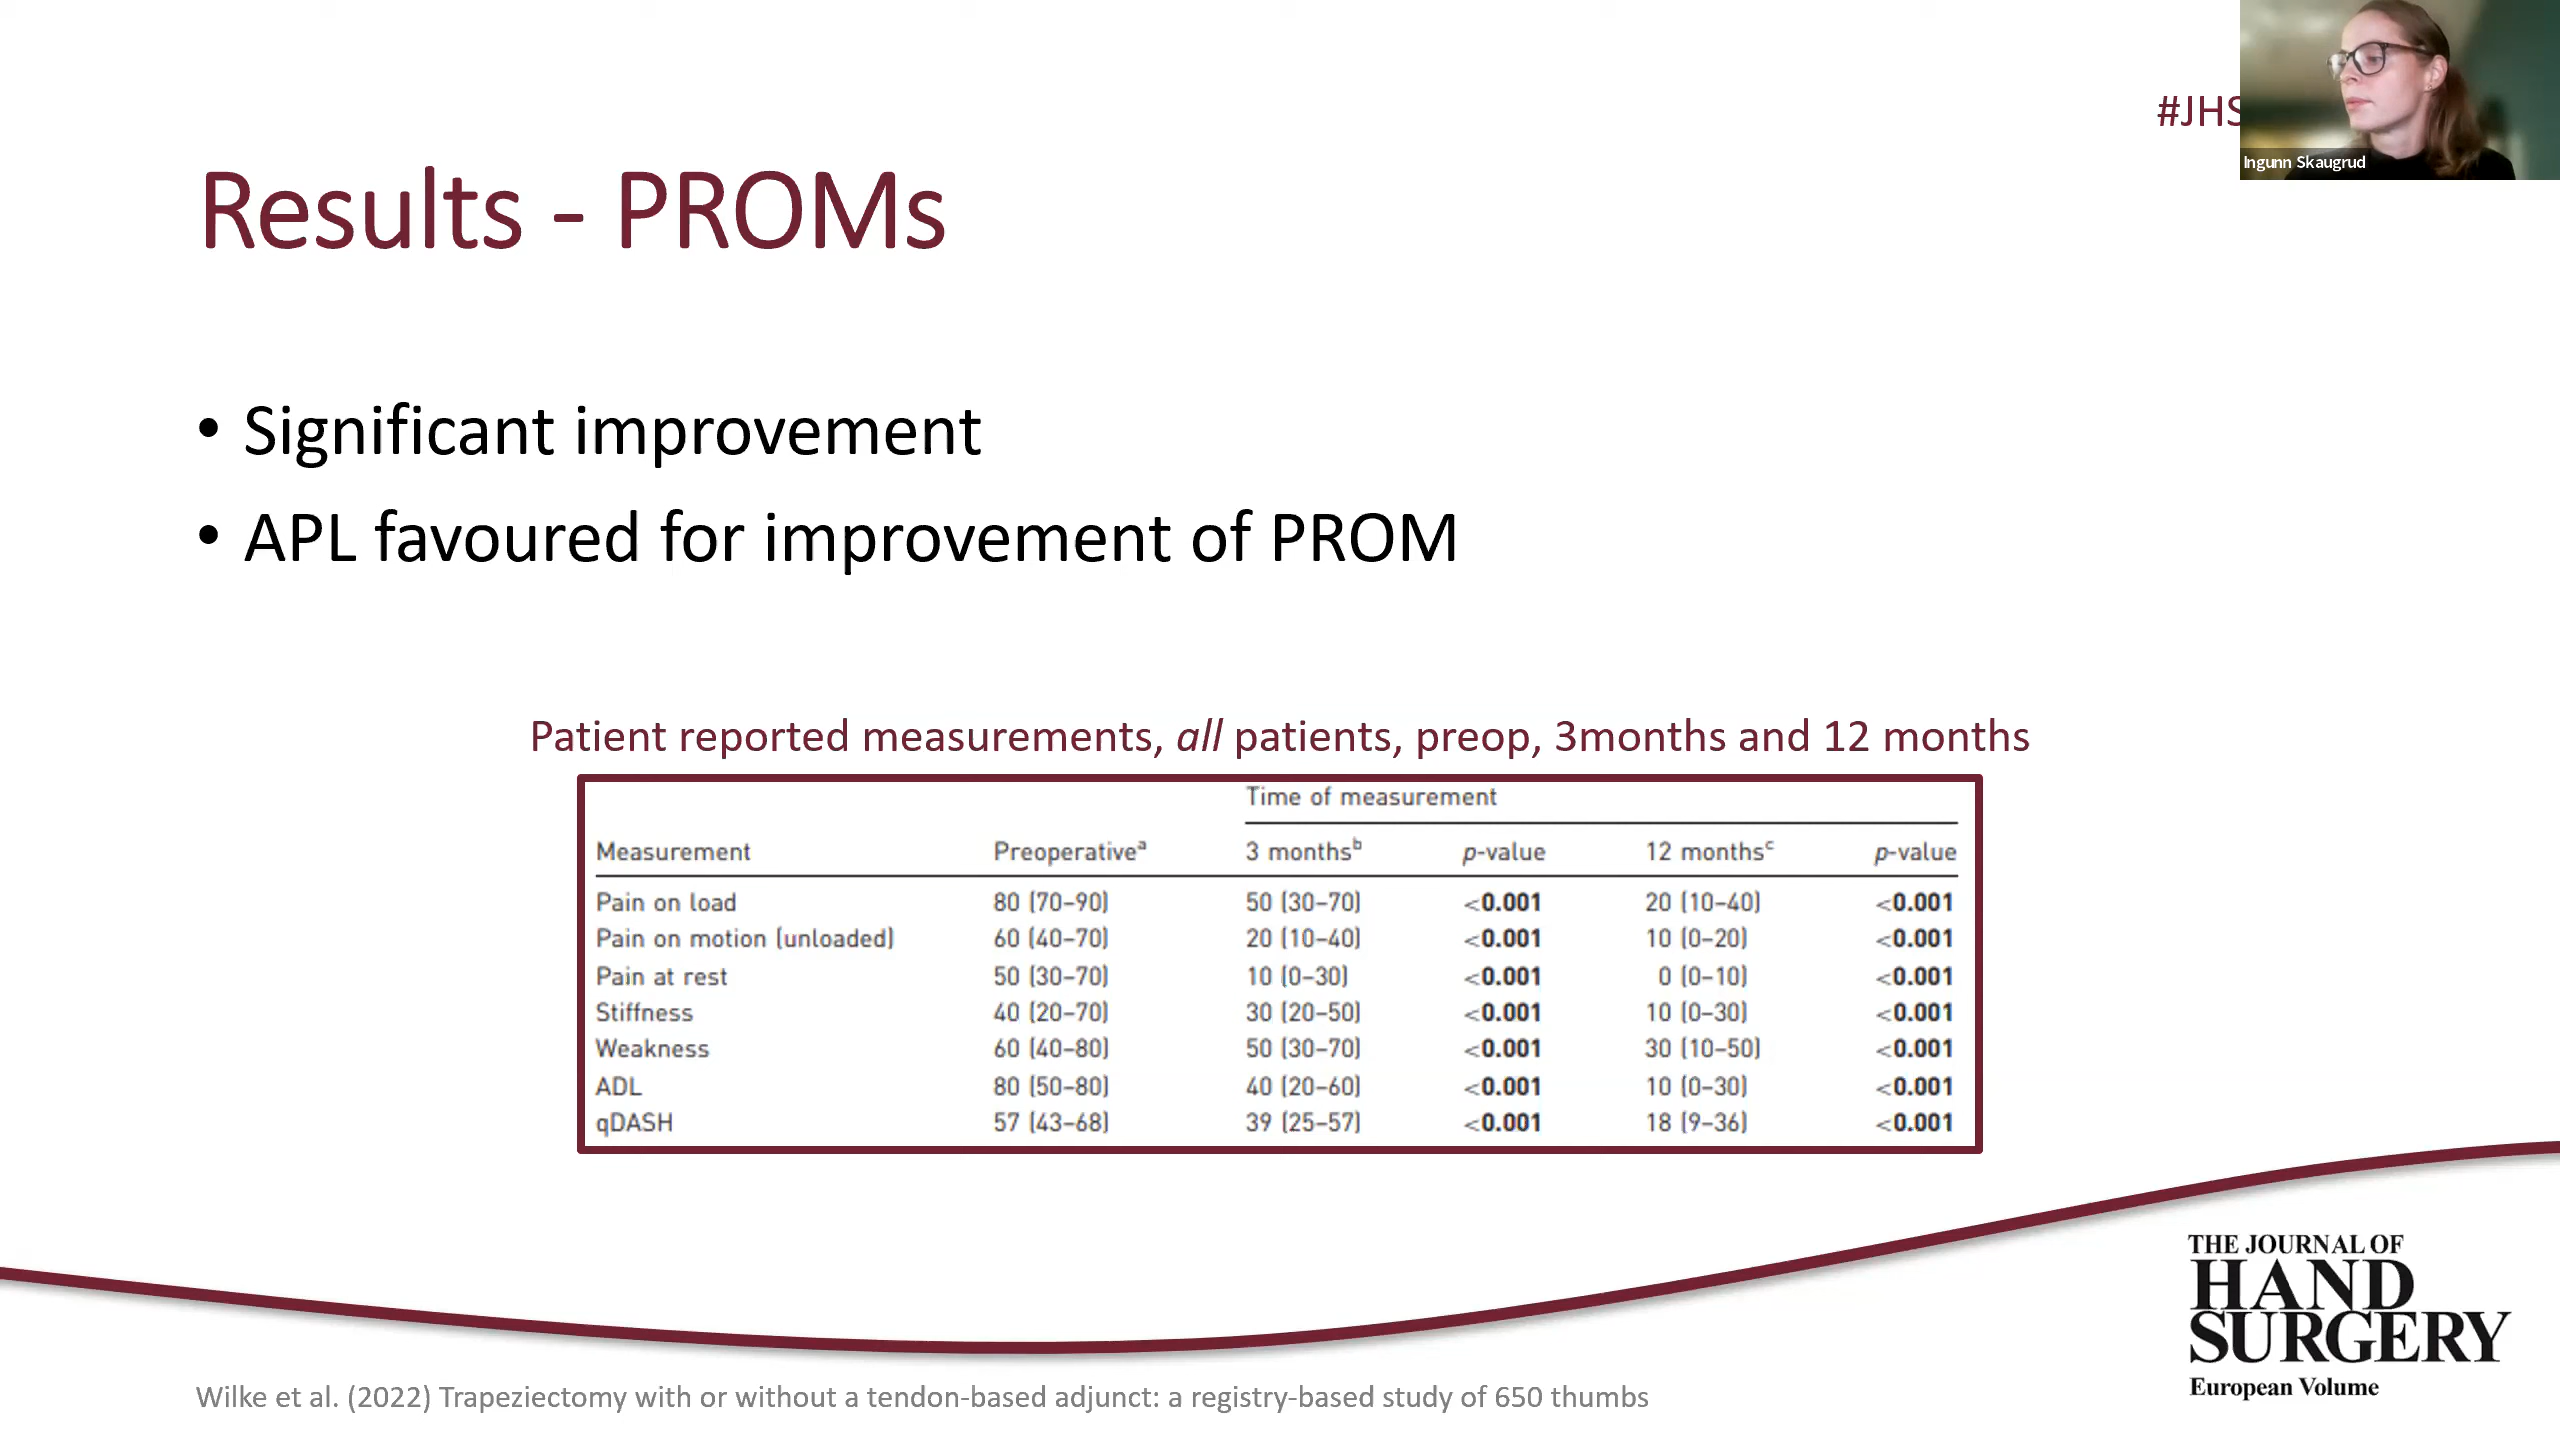 #JHS
Ingunn Skaugrud
Results - PROMs
• Significant improvement
• APL favoured for improvement of PROM
Patient reported measurements, all patients, preop, 3months and 12 months
Time of measurement
Measurement Preoperativeᵃ 3 monthsᵇ p-value 12 monthsᶜ p-value
Pain on load 80 (70–90) 50 (30–70) <0.001 20 (10–40) <0.001
Pain on motion (unloaded) 60 (40–70) 20 (10–40) <0.001 10 (0–20) <0.001
Pain at rest 50 (30–70) 10 (0–30) <0.001 0 (0–10) <0.001
Stiffness 40 (20–70) 30 (20–50) <0.001 10 (0–30) <0.001
Weakness 60 (40–80) 50 (30–70) <0.001 30 (10–50) <0.001
ADL 80 (50–80) 40 (20–60) <0.001 10 (0–30) <0.001
qDASH 57 (43–68) 39 (25–57) <0.001 18 (9–36) <0.001
THE JOURNAL OF
HAND
SURGERY
European Volume
Wilke et al. (2022) Trapeziectomy with or without a tendon-based adjunct: a registry-based study of 650 thumbs